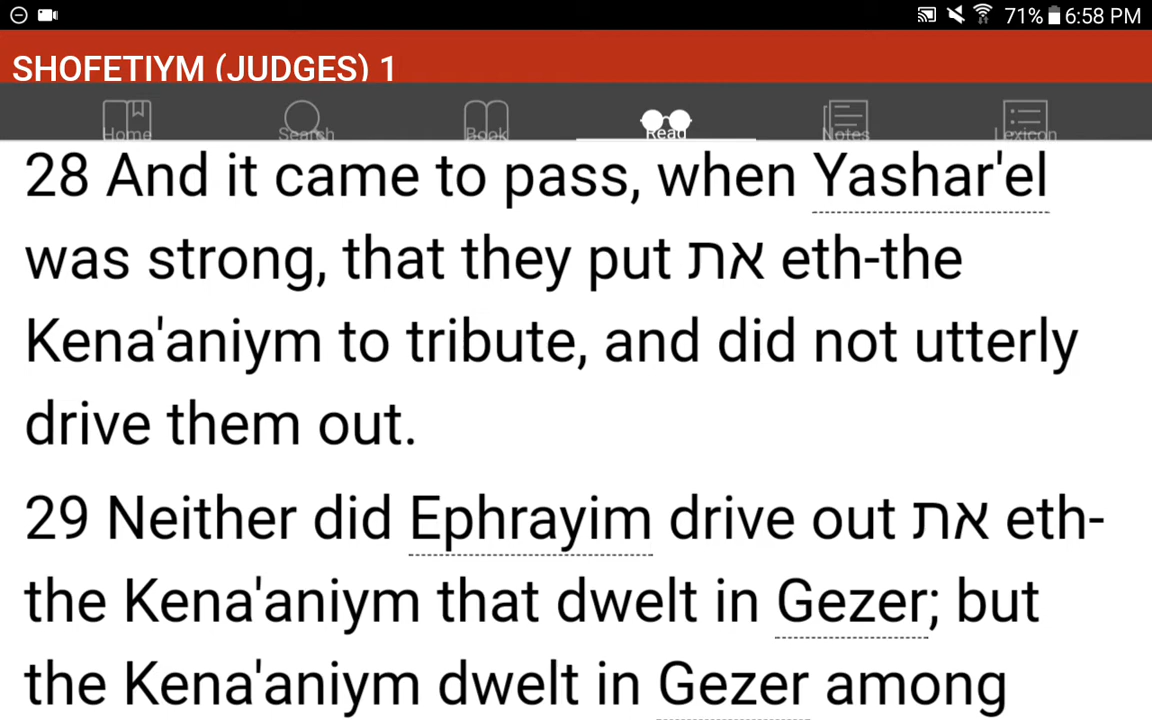 71% 6:58 PM
SHOFETIYM (JUDGES) 1
Home Search Book Read Notes Lexicon
28 And it came to pass, when Yashar'el
was strong, that they put את eth-the
Kena'aniym to tribute, and did not utterly
drive them out.
29 Neither did Ephrayim drive out את eth-
the Kena'aniym that dwelt in Gezer; but
the Kena'aniym dwelt in Gezer among